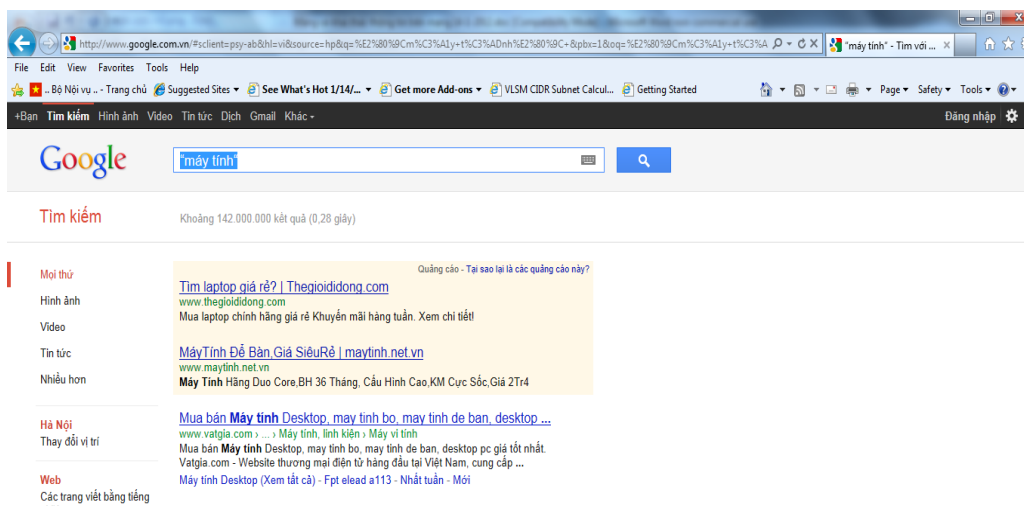 http://www.google.com.vn/#sclient=psy-ab&hl=vi&source=hp&q=%E2%80%9Cm%C3%A1y+t%C3%ADnh%E2%80%9C+&pbx=1&oq=%E2%80%9Cm%C3%A1y+t%C3%A
"máy tính" - Tìm với ...
File Edit View Favorites Tools Help
.. Bộ Nội vụ .. - Trang chủ Suggested Sites See What's Hot 1/14/... Get more Add-ons VLSM CIDR Subnet Calcul... Getting Started Page Safety Tools
+Bạn Tìm kiếm Hình ảnh Video Tin tức Dịch Gmail Khác Đăng nhập
Google "máy tính"
Tìm kiếm Khoảng 142.000.000 kết quả (0,28 giây)
Mọi thứ
Hình ảnh
Video
Tin tức
Nhiều hơn
Hà Nội
Thay đổi vị trí
Web
Các trang viết bằng tiếng
Quảng cáo - Tại sao lại là các quảng cáo này?
Tìm laptop giá rẻ? | Thegioididong.com
www.thegioididong.com
Mua laptop chính hãng giá rẻ Khuyến mãi hàng tuần. Xem chi tiết!
MáyTính Để Bàn,Giá SiêuRẻ | maytinh.net.vn
www.maytinh.net.vn
Máy Tính Hãng Duo Core,BH 36 Tháng, Cấu Hình Cao,KM Cực Sốc,Giá 2Tr4
Mua bán Máy tính Desktop, may tinh bo, may tinh de ban, desktop ...
www.vatgia.com › ... › Máy tính, linh kiện › Máy vi tính
Mua bán Máy tính Desktop, may tinh bo, may tinh de ban, desktop pc giá tốt nhất.
Vatgia.com - Website thương mại điện tử hàng đầu tại Việt Nam, cung cấp ...
Máy tính Desktop (Xem tất cả) - Fpt elead a113 - Nhất tuấn - Mới